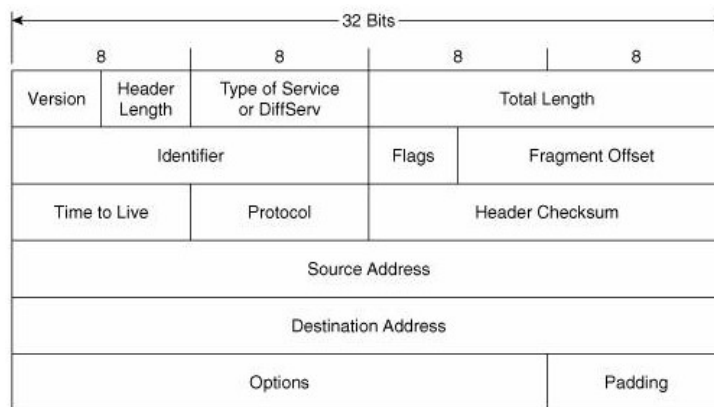 32 Bits
8 8 8 8
Version Header Length Type of Service or DiffServ Total Length
Identifier Flags Fragment Offset
Time to Live Protocol Header Checksum
Source Address
Destination Address
Options Padding